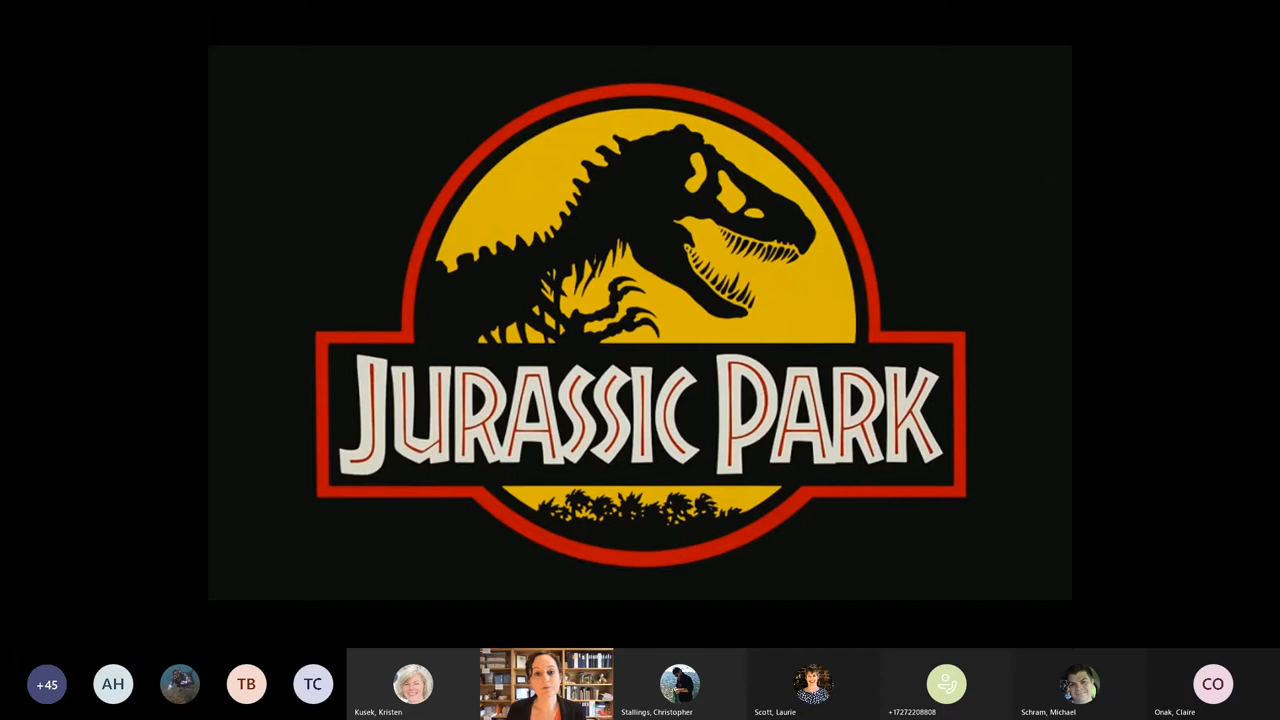 JURASSIC PARK
+45
AH
TB
TC
Kusek, Kristen
Stallings, Christopher
Scott, Laurie
+17272208808
Schram, Michael
CO
Onak, Claire